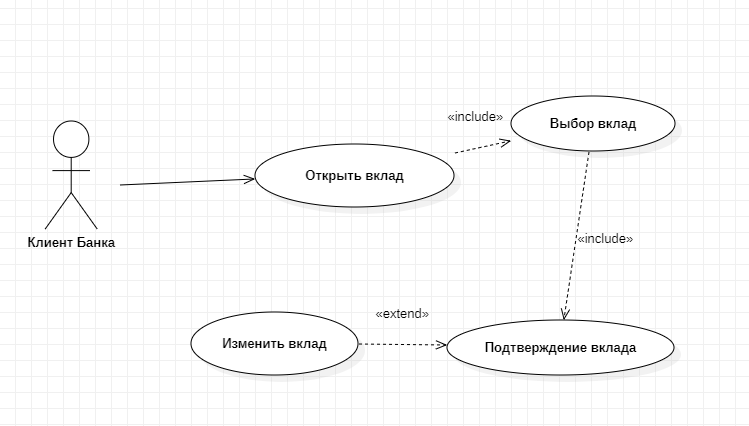 «include»
Выбор вклад
Открыть вклад
Клиент Банка
«include»
«extend»
Изменить вклад
Подтверждение вклада